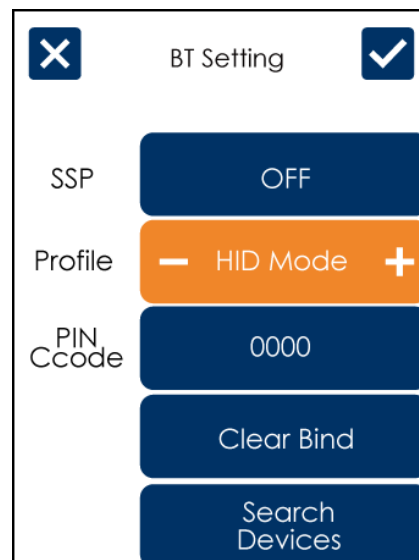 BT Setting
SSP
OFF
Profile
HID Mode
PIN
Ccode
0000
Clear Bind
Search
Devices